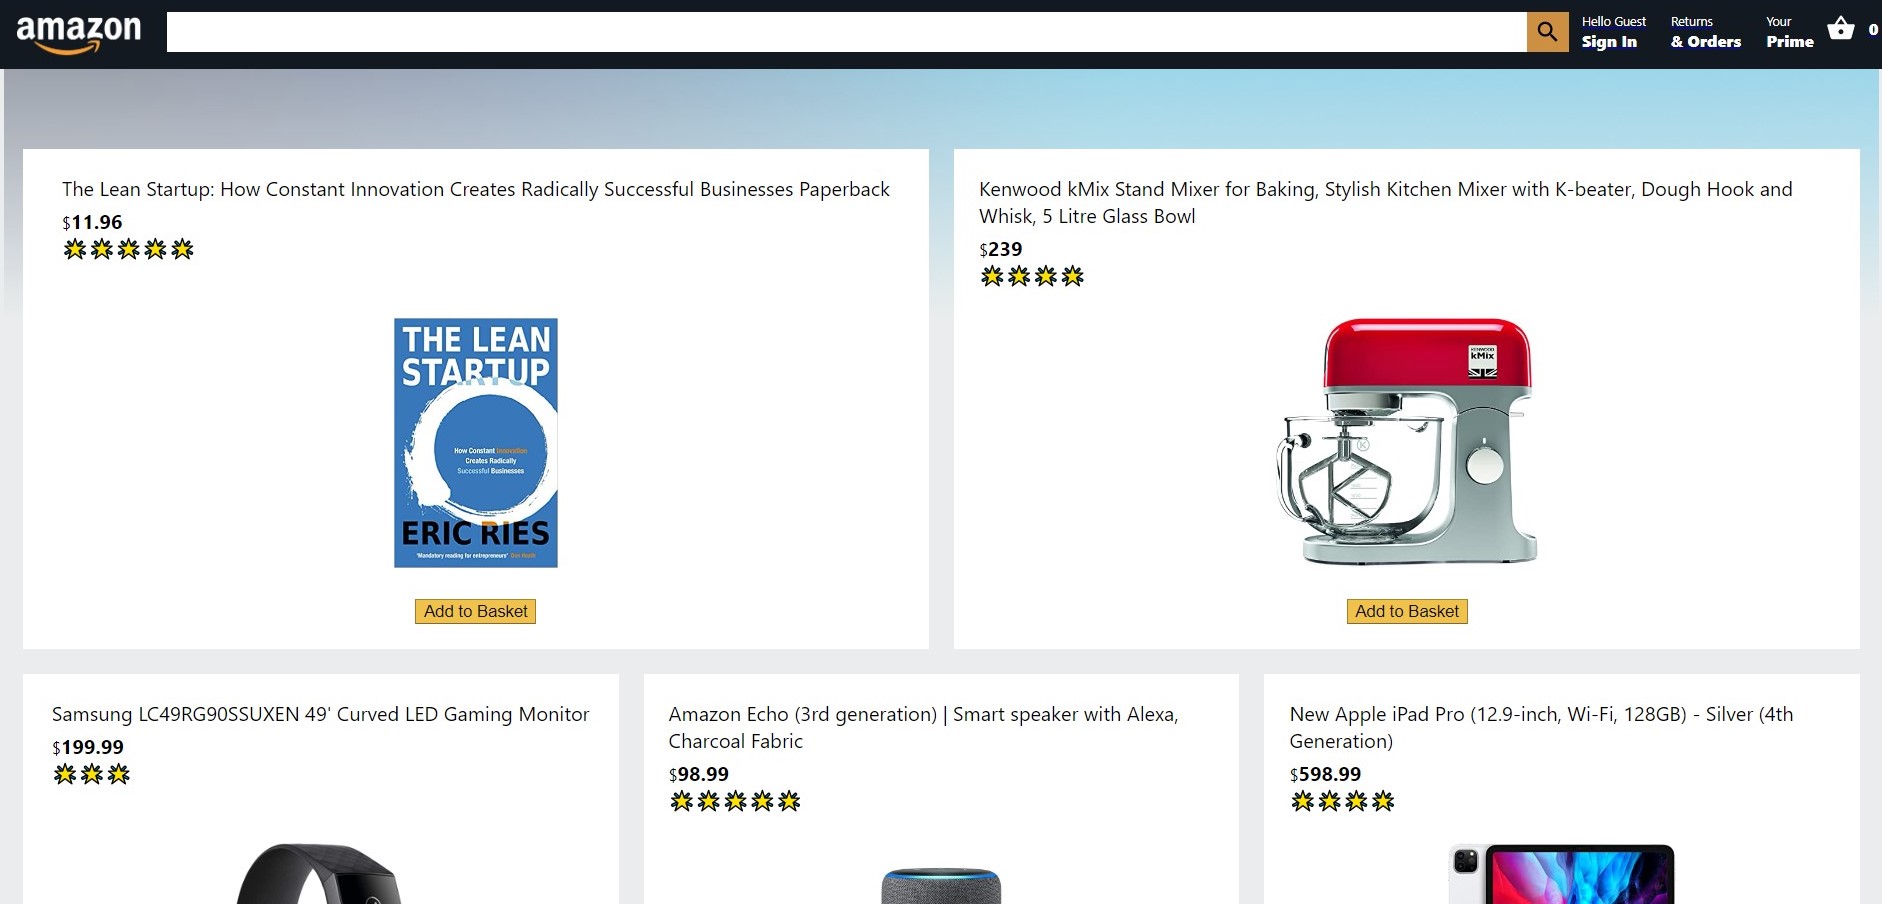 amazon
Hello Guest
Sign In
Returns
& Orders
Your
Prime
0
The Lean Startup: How Constant Innovation Creates Radically Successful Businesses Paperback
$11.96
THE LEAN
STARTUP
How Constant Innovation
Creates Radically
Successful Businesses
ERIC RIES
'Mandatory reading for entrepreneurs' Dan Heath
Add to Basket
Kenwood kMix Stand Mixer for Baking, Stylish Kitchen Mixer with K-beater, Dough Hook and
Whisk, 5 Litre Glass Bowl
$239
KENWOOD
kMix
Add to Basket
Samsung LC49RG90SSUXEN 49' Curved LED Gaming Monitor
$199.99
Amazon Echo (3rd generation) | Smart speaker with Alexa,
Charcoal Fabric
$98.99
New Apple iPad Pro (12.9-inch, Wi-Fi, 128GB) - Silver (4th
Generation)
$598.99